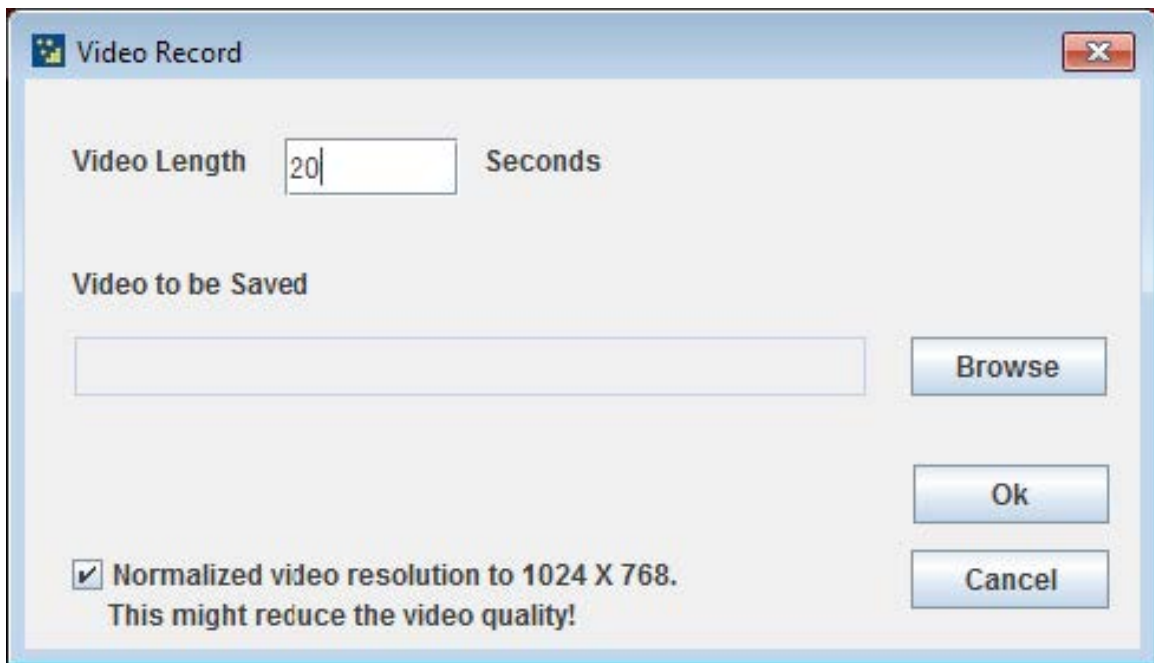 Video Record
Video Length 20 Seconds
Video to be Saved
Browse
Ok
Normalized video resolution to 1024 X 768.
This might reduce the video quality!
Cancel